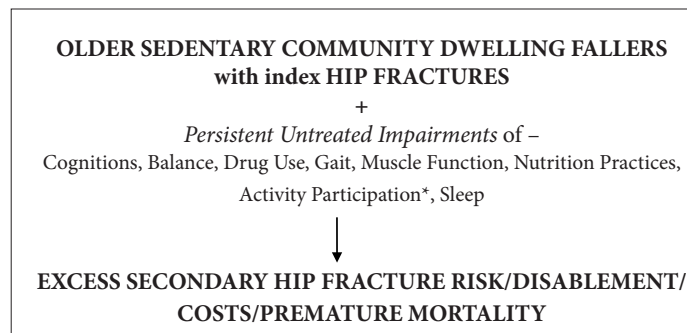 OLDER SEDENTARY COMMUNITY DWELLING FALLERS
with index HIP FRACTURES
+
Persistent Untreated Impairments of –
Cognitions, Balance, Drug Use, Gait, Muscle Function, Nutrition Practices,
Activity Participation*, Sleep
EXCESS SECONDARY HIP FRACTURE RISK/DISABLEMENT/
COSTS/PREMATURE MORTALITY